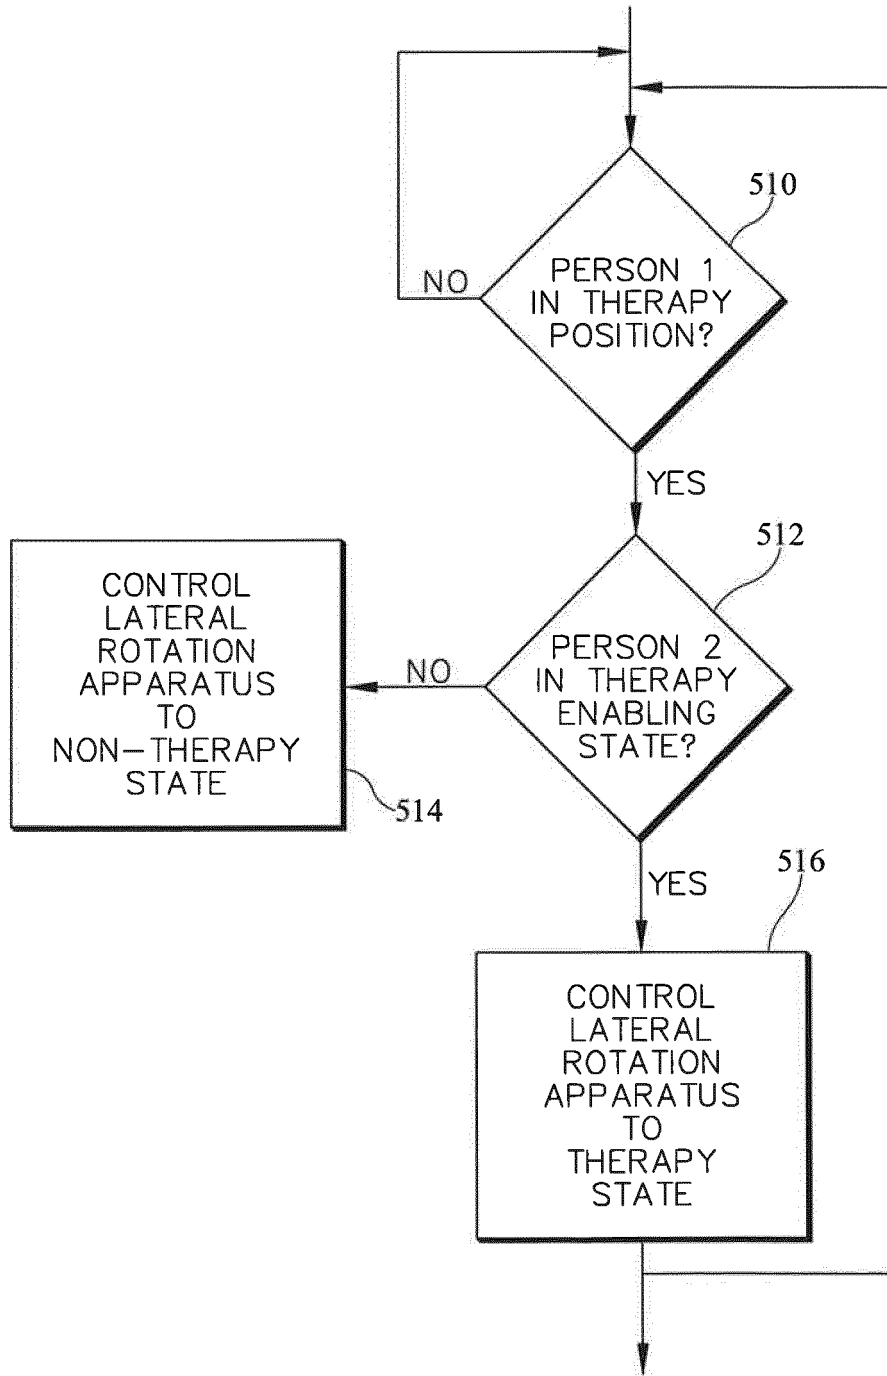 510
PERSON 1
IN THERAPY
POSITION?
NO
YES
512
PERSON 2
IN THERAPY
ENABLING
STATE?
NO
CONTROL
LATERAL
ROTATION
APPARATUS
TO
NON-THERAPY
STATE
514
YES
516
CONTROL
LATERAL
ROTATION
APPARATUS
TO
THERAPY
STATE